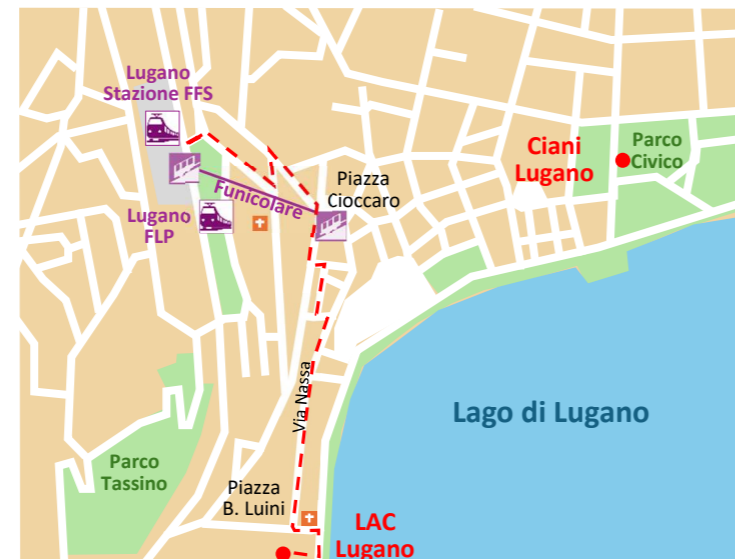 Lugano
Stazione FFS
Funicolare
Lugano
FLP
Piazza
Cioccaro
Ciani
Lugano
Parco
Civico
Via Nassa
Lago di Lugano
Parco
Tassino
Piazza
B. Luini
LAC
Lugano